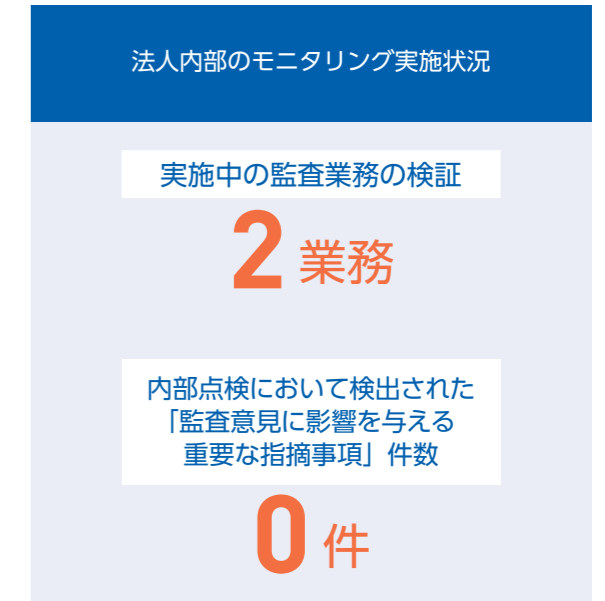 法人内部のモニタリング実施状況
実施中の監査業務の検証
2 業務
内部点検において検出された
「監査意見に影響を与える
重要な指摘事項」件数
0 件